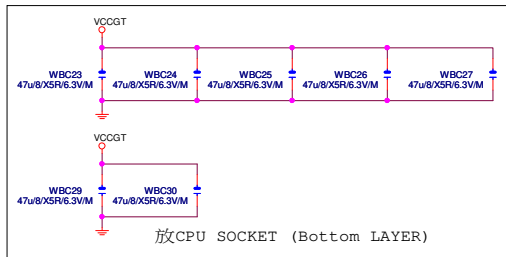 VCCGT
WBC23 WBC24 WBC25 WBC26 WBC27
47u/8/X5R/6.3V/M 47u/8/X5R/6.3V/M 47u/8/X5R/6.3V/M 47u/8/X5R/6.3V/M 47u/8/X5R/6.3V/M
VCCGT
WBC29 WBC30
47u/8/X5R/6.3V/M 47u/8/X5R/6.3V/M
放CPU SOCKET (Bottom LAYER)